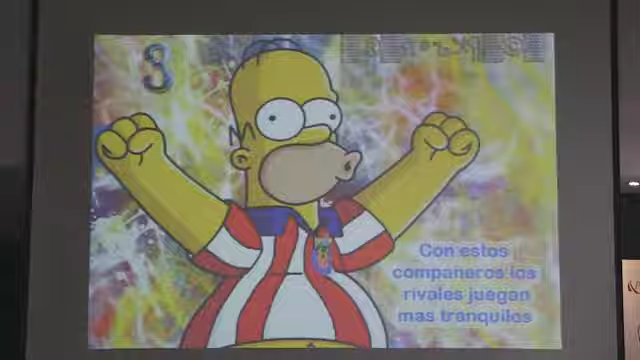 3
Con estos
compañeros los
rivales juegan
mas tranquilos